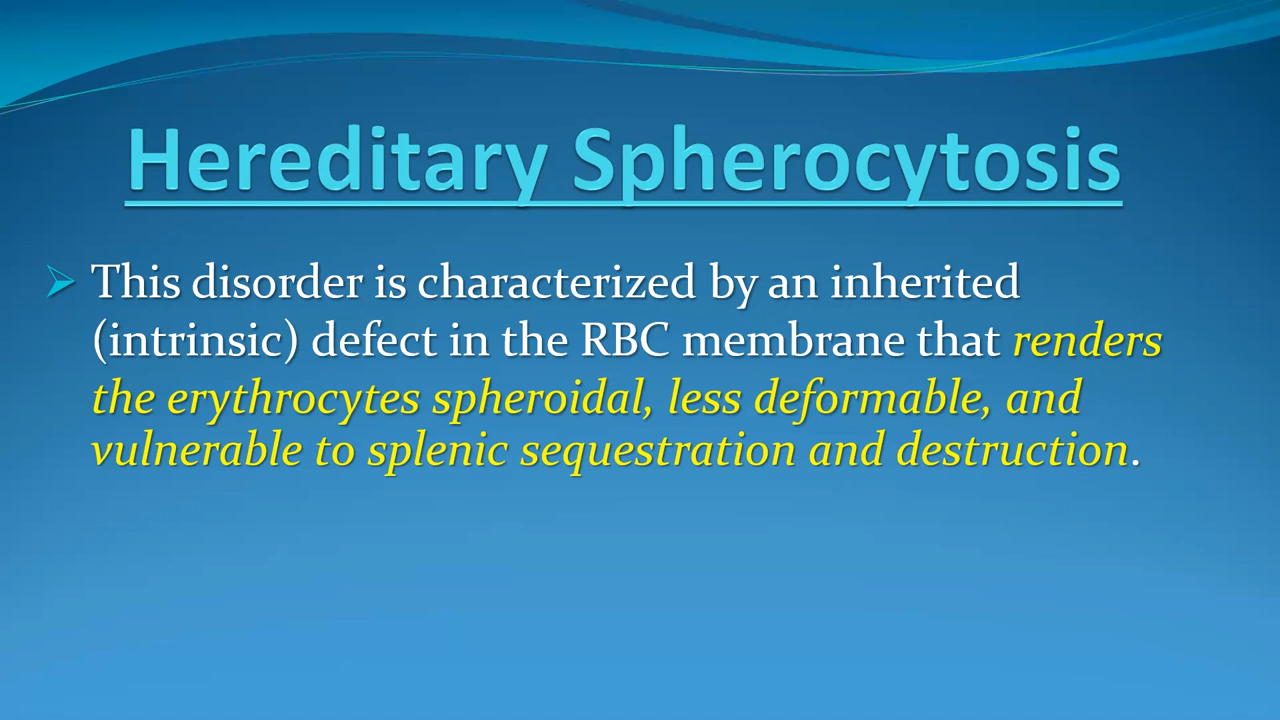 Hereditary Spherocytosis
This disorder is characterized by an inherited
(intrinsic) defect in the RBC membrane that renders
the erythrocytes spheroidal, less deformable, and
vulnerable to splenic sequestration and destruction.